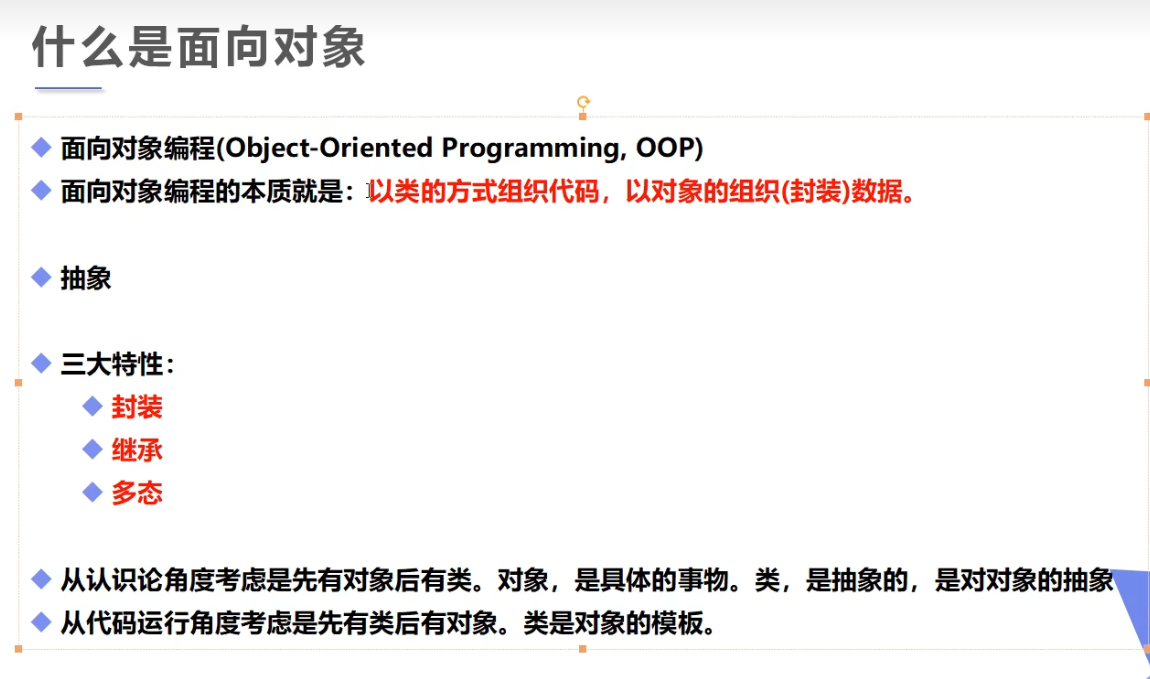 什么是面向对象
面向对象编程(Object-Oriented Programming, OOP)
面向对象编程的本质就是：以类的方式组织代码，以对象的组织(封装)数据。
抽象
三大特性：
封装
继承
多态
从认识论角度考虑是先有对象后有类。对象，是具体的事物。类，是抽象的，是对对象的抽象
从代码运行角度考虑是先有类后有对象。类是对象的模板。